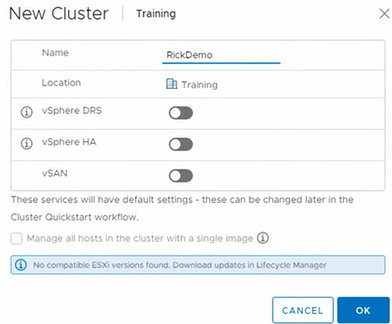 New Cluster | Training
Name RickDemo
Location Training
vSphere DRS
vSphere HA
vSAN
These services will have default settings - these can be changed later in the
Cluster Quickstart workflow.
Manage all hosts in the cluster with a single image
No compatible ESXi versions found. Download updates in Lifecycle Manager
CANCEL OK